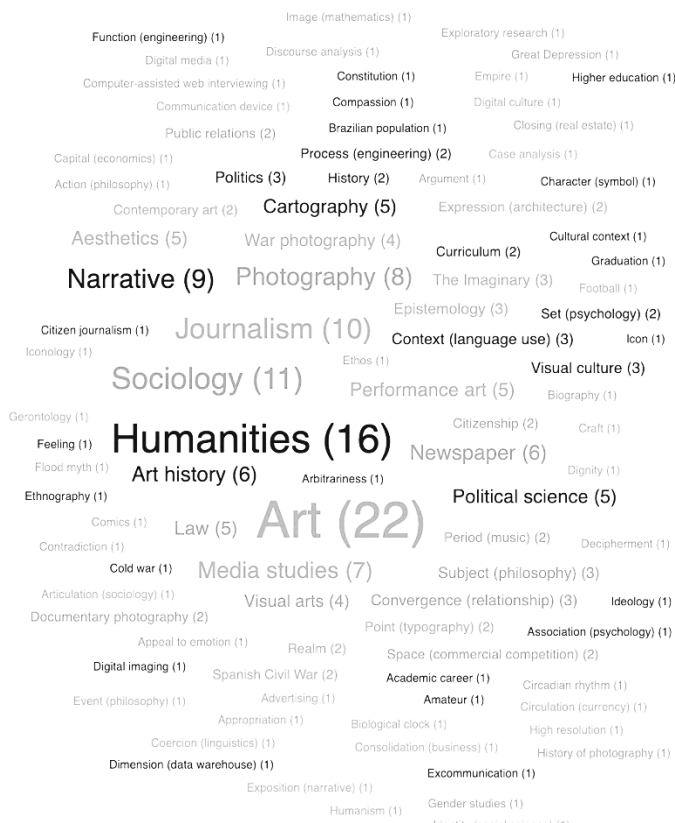 Image (mathematics) (1)
Function (engineering) (1)
Exploratory research (1)
Digital media (1)
Discourse analysis (1)
Great Depression (1)
Computer-assisted web interviewing (1)
Constitution (1)
Empire (1)
Higher education (1)
Communication device (1)
Compassion (1)
Digital culture (1)
Public relations (2)
Brazilian population (1)
Closing (real estate) (1)
Capital (economics) (1)
Process (engineering) (2)
Case analysis (1)
Action (philosophy) (1)
Politics (3)
History (2)
Argument (1)
Character (symbol) (1)
Contemporary art (2)
Cartography (5)
Expression (architecture) (2)
Aesthetics (5)
War photography (4)
Cultural context (1)
Curriculum (2)
Graduation (1)
Narrative (9)
Photography (8)
The Imaginary (3)
Football (1)
Epistemology (3)
Set (psychology) (2)
Citizen journalism (1)
Journalism (10)
Context (language use) (3)
Icon (1)
Iconology (1)
Ethos (1)
Visual culture (3)
Sociology (11)
Performance art (5)
Biography (1)
Gerontology (1)
Citizenship (2)
Craft (1)
Feeling (1)
Humanities (16)
Newspaper (6)
Flood myth (1)
Art history (6)
Arbitrariness (1)
Dignity (1)
Ethnography (1)
Political science (5)
Comics (1)
Law (5)
Art (22)
Period (music) (2)
Decipherment (1)
Contradiction (1)
Cold war (1)
Media studies (7)
Subject (philosophy) (3)
Articulation (sociology) (1)
Visual arts (4)
Convergence (relationship) (3)
Ideology (1)
Documentary photography (2)
Point (typography) (2)
Association (psychology) (1)
Appeal to emotion (1)
Realm (2)
Space (commercial competition) (2)
Digital imaging (1)
Spanish Civil War (2)
Academic career (1)
Circadian rhythm (1)
Event (philosophy) (1)
Advertising (1)
Amateur (1)
Circulation (currency) (1)
Appropriation (1)
Biological clock (1)
High resolution (1)
Coercion (linguistics) (1)
Consolidation (business) (1)
History of photography (1)
Dimension (data warehouse) (1)
Excommunication (1)
Exposition (narrative) (1)
Humanism (1)
Gender studies (1)